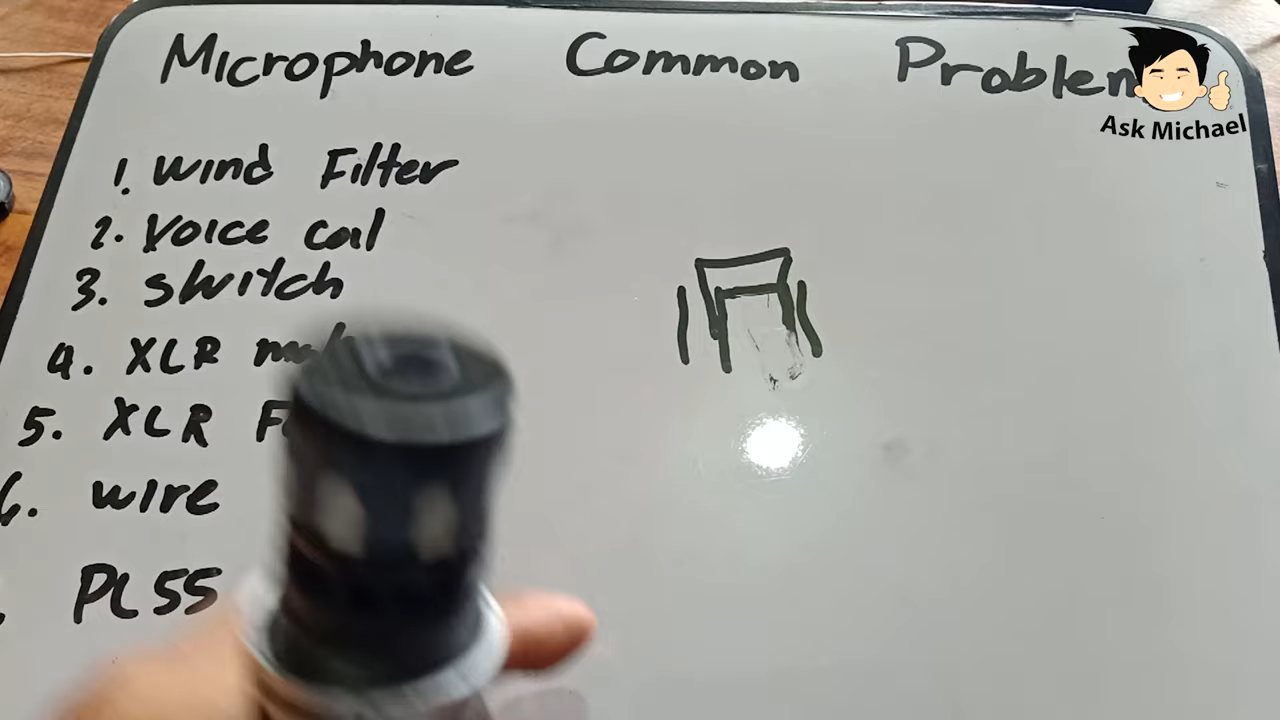 Microphone Common Problem
Ask Michael
1. Wind Filter
2. Voice coil
3. Switch
4. XLR
5. XLR
6. wire
PL55